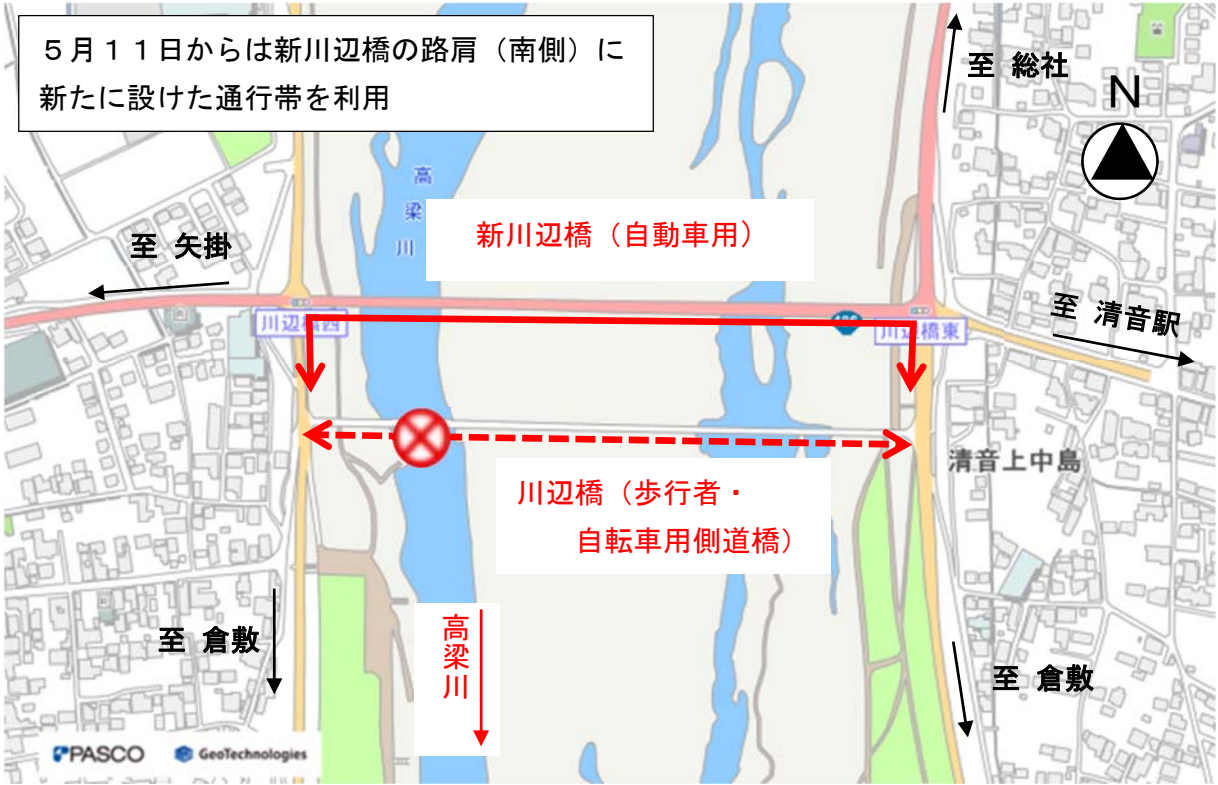 ５月１１日からは新川辺橋の路肩（南側）に
新たに設けた通行帯を利用
至 総社
N
高梁川
新川辺橋（自動車用）
至 矢掛
至 清音駅
川辺橋西
486
川辺橋東
清音上中島
川辺橋（歩行者・
自転車用側道橋）
高梁川
至 倉敷
至 倉敷
PASCO
GeoTechnologies